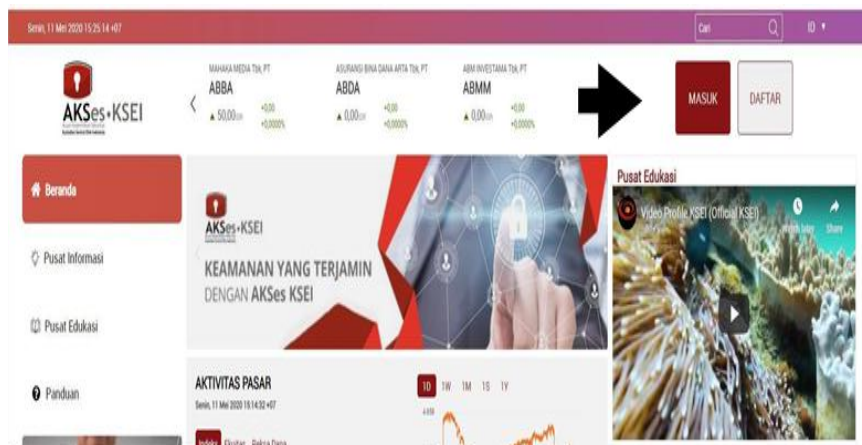 Senin, 11 Mei 2020 15:25:14 +07
Cari
ID
AKSes•KSEI
MAHAKA MEDIA Tbk, PT
ABBA
50,00
+0,00
+0,0000%
ASURANSI BINA DANA ARTA Tbk, PT
ABDA
0,00
+0,00
+0,0000%
ABM INVESTAMA Tbk, PT
ABMM
0,00
+0,00
+0,0000%
MASUK
DAFTAR
Beranda
Pusat Informasi
Pusat Edukasi
Panduan
AKSes•KSEI
KEAMANAN YANG TERJAMIN
DENGAN AKSes KSEI
Pusat Edukasi
Video Profile KSEI (Official KSEI)
Watch later
Share
AKTIVITAS PASAR
Senin, 11 Mei 2020 15:14:32 +07
1D 1W 1M 1S 1Y
Indeks Ekuitas Reksa Dana